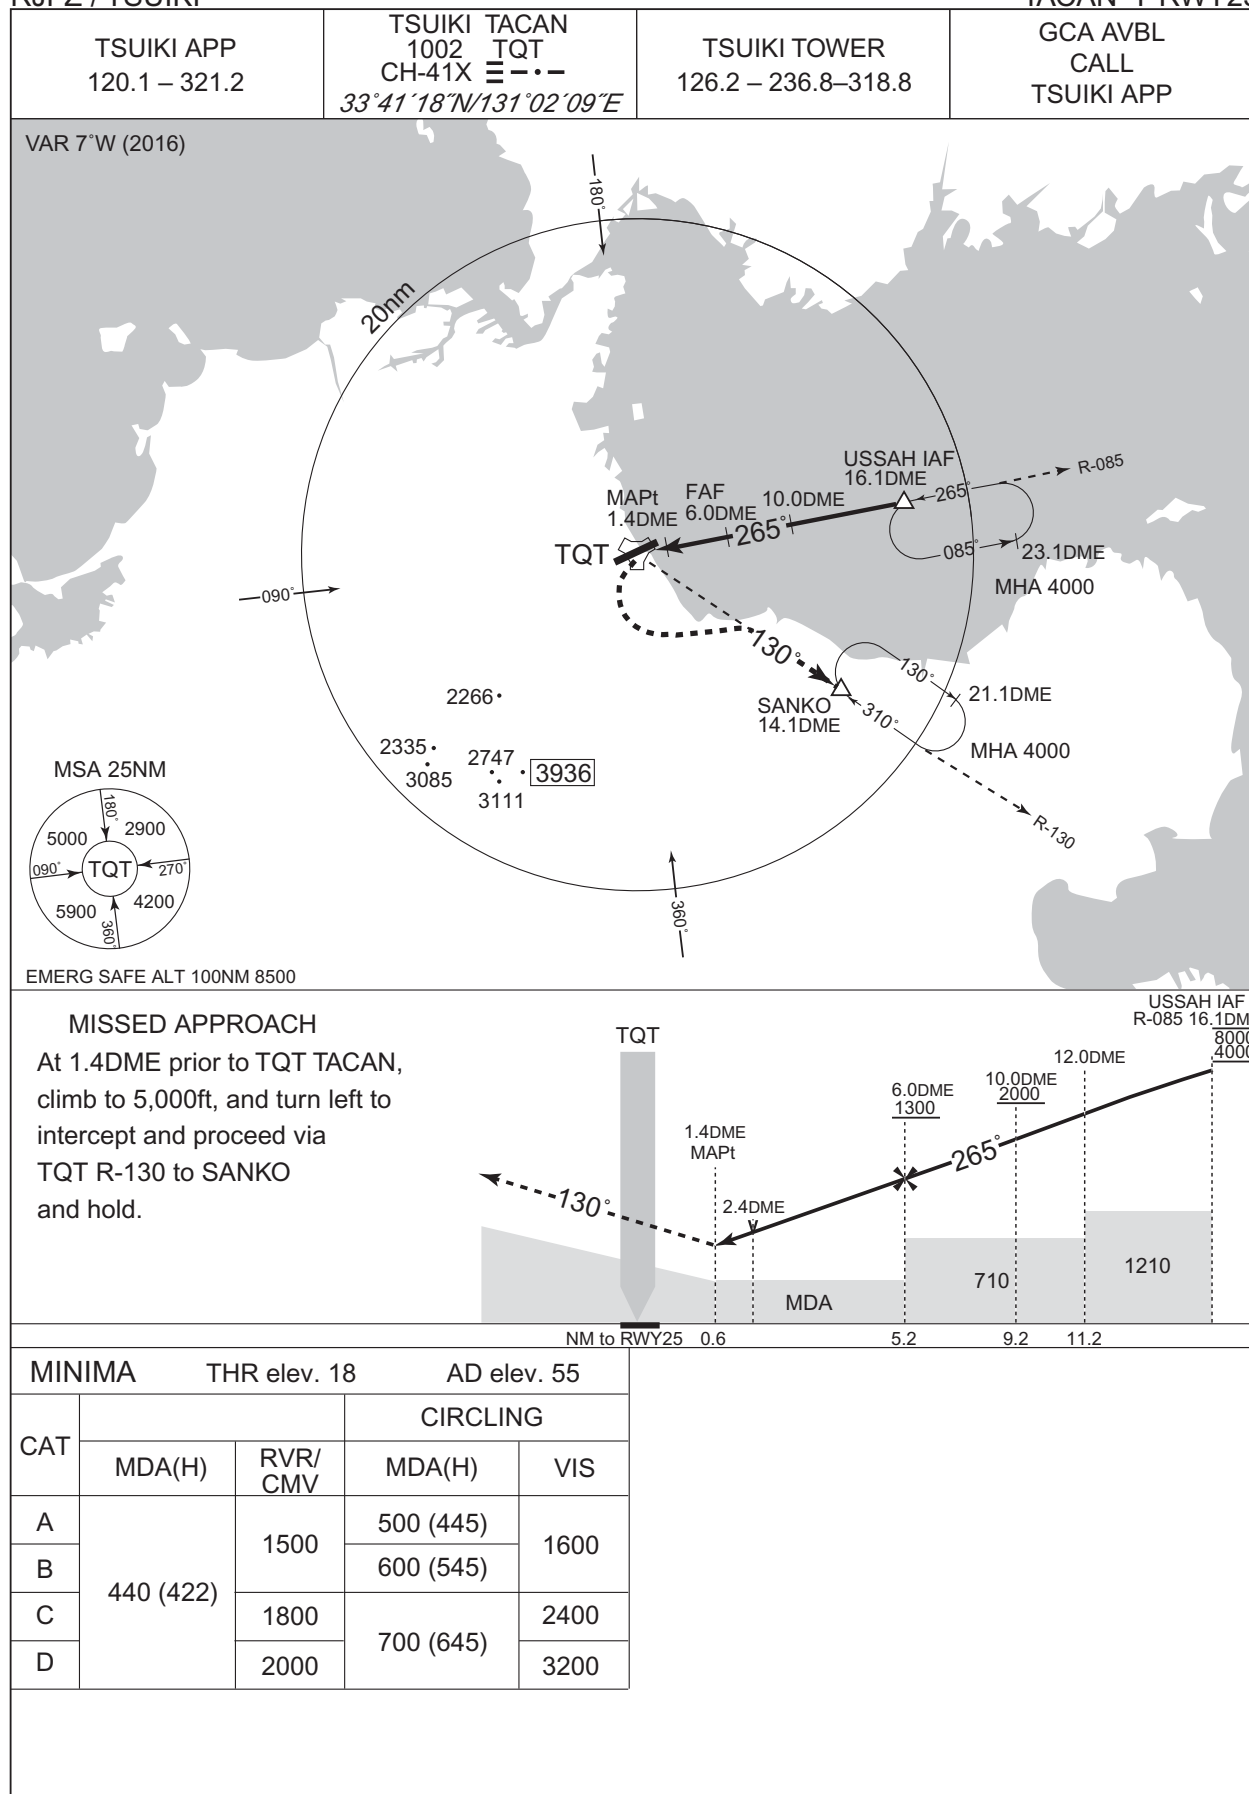 TSUIKI APP
120.1 – 321.2
TSUIKI TACAN
1002 TQT
CH-41X
33°41´18˝N/131°02´09˝E
TSUIKI TOWER
126.2 – 236.8–318.8
GCA AVBL
CALL
TSUIKI APP
VAR 7°W (2016)
180°
20nm
USSAH IAF
16.1DME
R-085
265°
MAPt
1.4DME
FAF
6.0DME
10.0DME
265°
TQT
085°
23.1DME
MHA 4000
090°
130°
130°
21.1DME
SANKO
14.1DME
310°
MHA 4000
R-130
2266
2335
3085
2747
3111
3936
360°
MSA 25NM
180°
5000
2900
090°
TQT
270°
5900
4200
360°
EMERG SAFE ALT 100NM 8500
MISSED APPROACH
At 1.4DME prior to TQT TACAN,
climb to 5,000ft, and turn left to
intercept and proceed via
TQT R-130 to SANKO
and hold.
TQT
USSAH IAF
R-085 16.1DM
8000
4000
12.0DME
10.0DME
2000
6.0DME
1300
1.4DME
MAPt
265°
130°
2.4DME
MDA
710
1210
NM to RWY25 0.6 5.2 9.2 11.2
MINIMA THR elev. 18 AD elev. 55
CAT
CIRCLING
MDA(H)
RVR/
CMV
MDA(H)
VIS
A
B
C
D
440 (422)
1500
1800
2000
500 (445)
600 (545)
700 (645)
1600
2400
3200